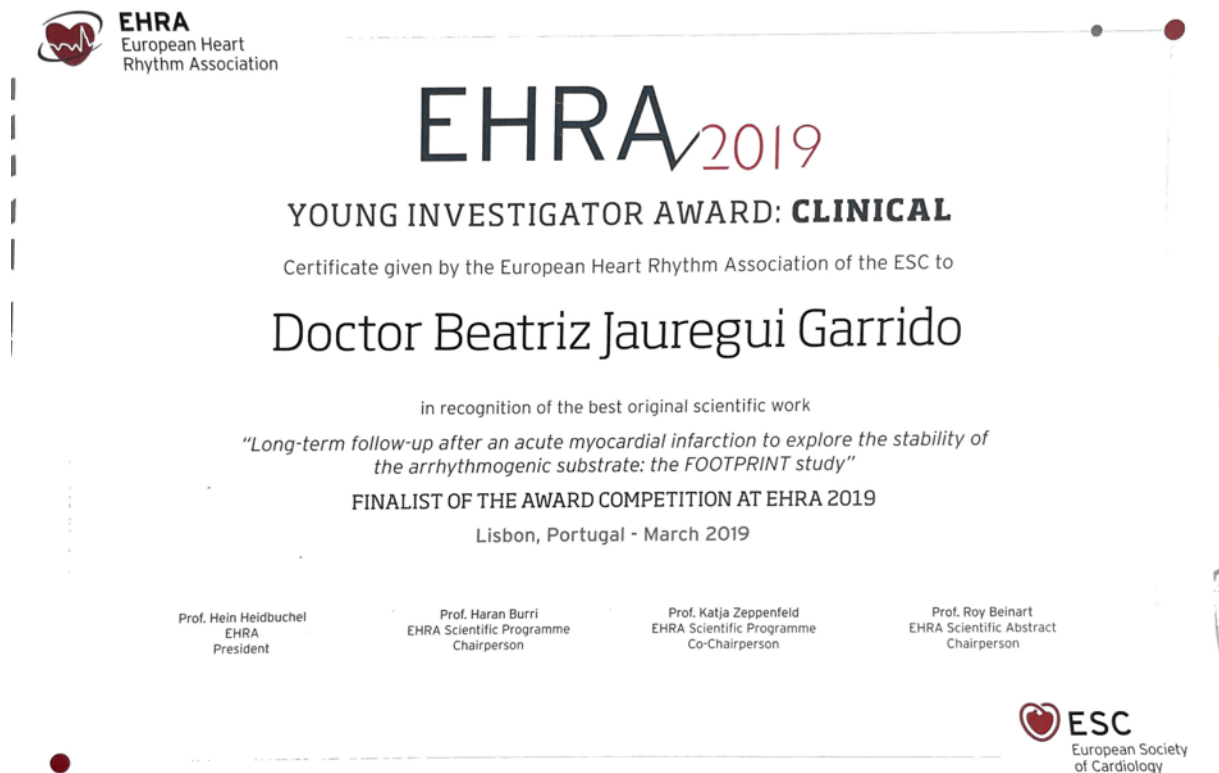 EHRA
European Heart
Rhythm Association
EHRA 2019
YOUNG INVESTIGATOR AWARD: CLINICAL
Certificate given by the European Heart Rhythm Association of the ESC to
Doctor Beatriz Jauregui Garrido
in recognition of the best original scientific work
“Long-term follow-up after an acute myocardial infarction to explore the stability of
the arrhythmogenic substrate: the FOOTPRINT study”
FINALIST OF THE AWARD COMPETITION AT EHRA 2019
Lisbon, Portugal - March 2019
Prof. Hein Heidbuchel
EHRA
President
Prof. Haran Burri
EHRA Scientific Programme
Chairperson
Prof. Katja Zeppenfeld
EHRA Scientific Programme
Co-Chairperson
Prof. Roy Beinart
EHRA Scientific Abstract
Chairperson
ESC
European Society
of Cardiology